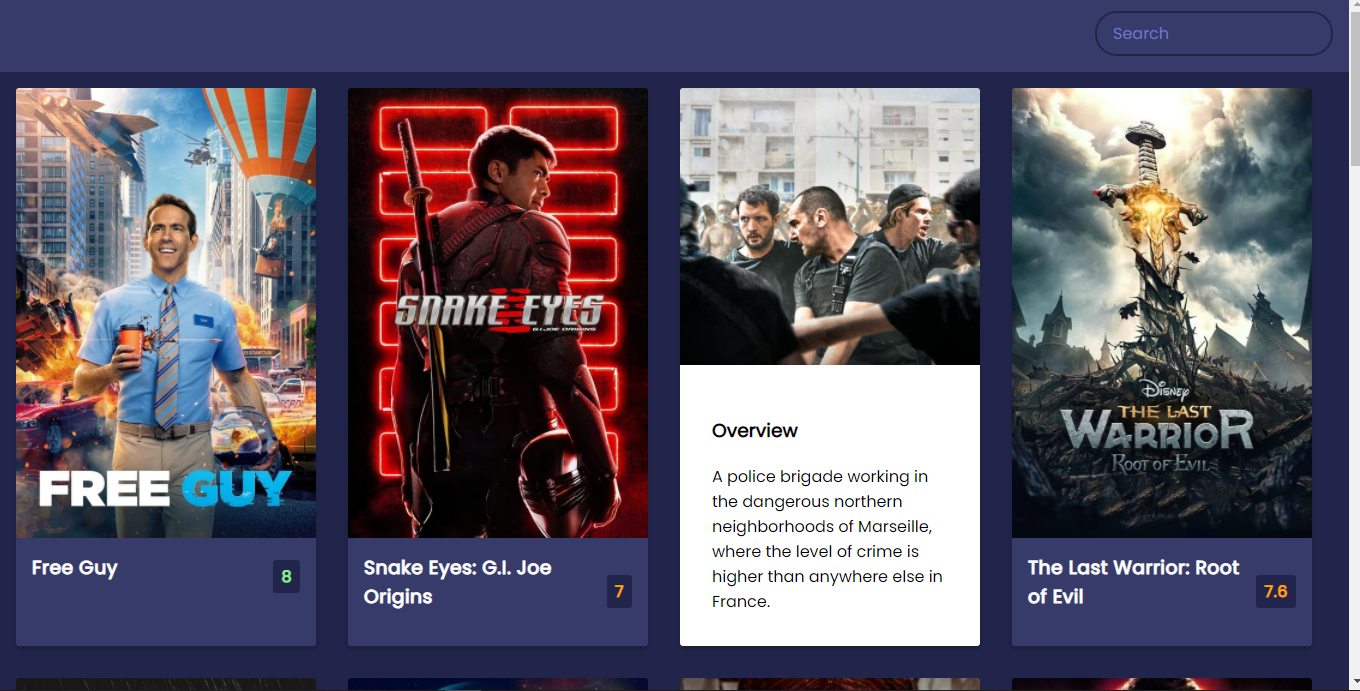 Search
FREE GUY
Free Guy
8
SNAKE EYES
G.I. JOE ORIGINS
Snake Eyes: G.I. Joe
Origins
7
Overview
A police brigade working in
the dangerous northern
neighborhoods of Marseille,
where the level of crime is
higher than anywhere else in
France.
DISNEY
THE LAST
WARRIOR
ROOT OF EVIL
The Last Warrior: Root
of Evil
7.6